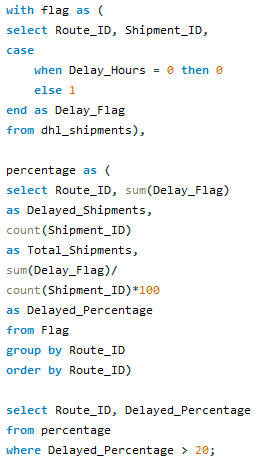 with flag as (
select Route_ID, Shipment_ID,
case
when Delay_Hours = 0 then 0
else 1
end as Delay_Flag
from dhl_shipments),
percentage as (
select Route_ID, sum(Delay_Flag)
as Delayed_Shipments,
count(Shipment_ID)
as Total_Shipments,
sum(Delay_Flag)/
count(Shipment_ID)*100
as Delayed_Percentage
from Flag
group by Route_ID
order by Route_ID)
select Route_ID, Delayed_Percentage
from percentage
where Delayed_Percentage > 20;